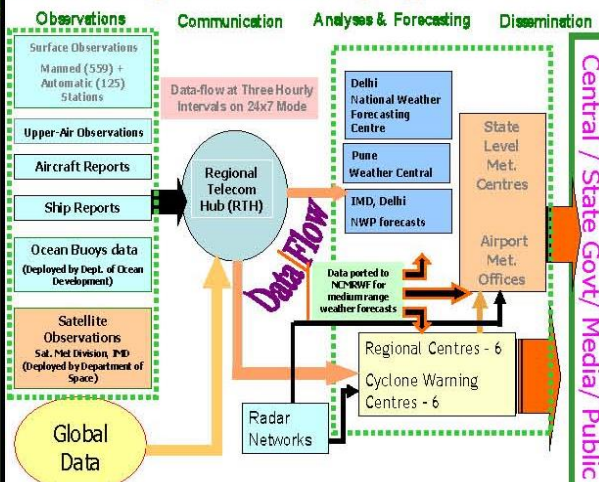 Observations
Communication
Analyses & Forecasting
Dissemination
Surface Observations
Manned (559) +
Automatic (125)
Stations
Upper-Air Observations
Aircraft Reports
Ship Reports
Ocean Buoys data
(Deployed by Dept. of Ocean
Development)
Satellite
Observations
Sat. Met Division, IMD
(Deployed by Department of
Space)
Global
Data
Data-flow at Three Hourly
Intervals on 24x7 Mode
Regional
Telecom
Hub (RTH)
Data Flow
Radar
Networks
Delhi
National Weather
Forecasting
Centre
Pune
Weather Central
IMD, Delhi
NWP forecasts
Data ported to
NCMRWF for
medium range
weather forecasts
Regional Centres - 6
Cyclone Warning
Centres - 6
State
Level
Met.
Centres
Airport
Met.
Offices
Central / State Govt/ Media/ Public